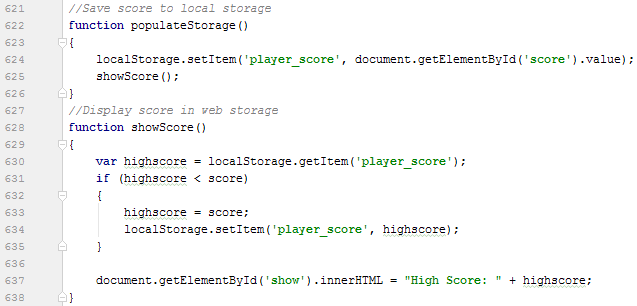 621 //Save score to local storage
622 function populateStorage()
623 {
624     localStorage.setItem('player_score', document.getElementById('score').value);
625     showScore();
626 }
627 //Display score in web storage
628 function showScore()
629 {
630     var highscore = localStorage.getItem('player_score');
631     if (highscore < score)
632     {
633         highscore = score;
634         localStorage.setItem('player_score', highscore);
635     }
636
637     document.getElementById('show').innerHTML = "High Score: " + highscore;
638 }